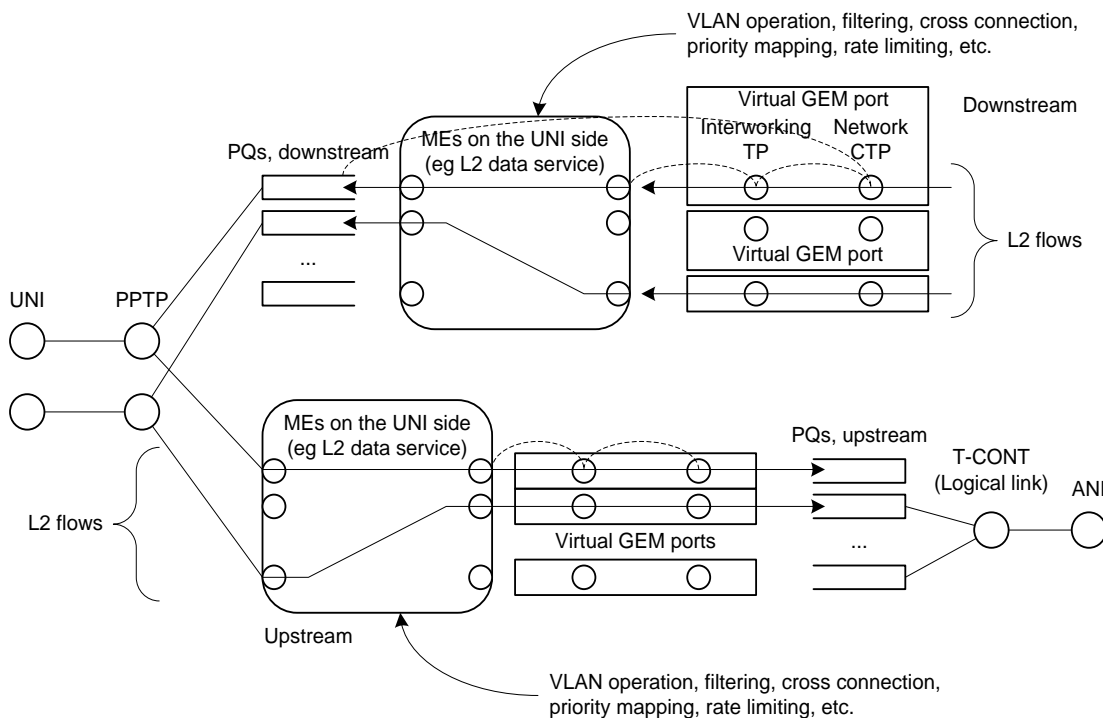 VLAN operation, filtering, cross connection,
priority mapping, rate limiting, etc.
Virtual GEM port
Downstream
Interworking
TP
Network
CTP
MEs on the UNI side
(eg L2 data service)
PQs, downstream
L2 flows
Virtual GEM port
...
UNI
PPTP
MEs on the UNI side
(eg L2 data service)
PQs, upstream
T-CONT
(Logical link)
ANI
L2 flows
Virtual GEM ports
...
Upstream
VLAN operation, filtering, cross connection,
priority mapping, rate limiting, etc.